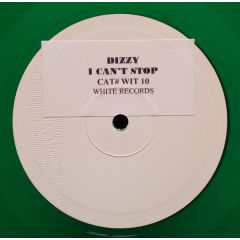 DIZZY
I CAN'T STOP
CAT# WIT 10
WHITE RECORDS